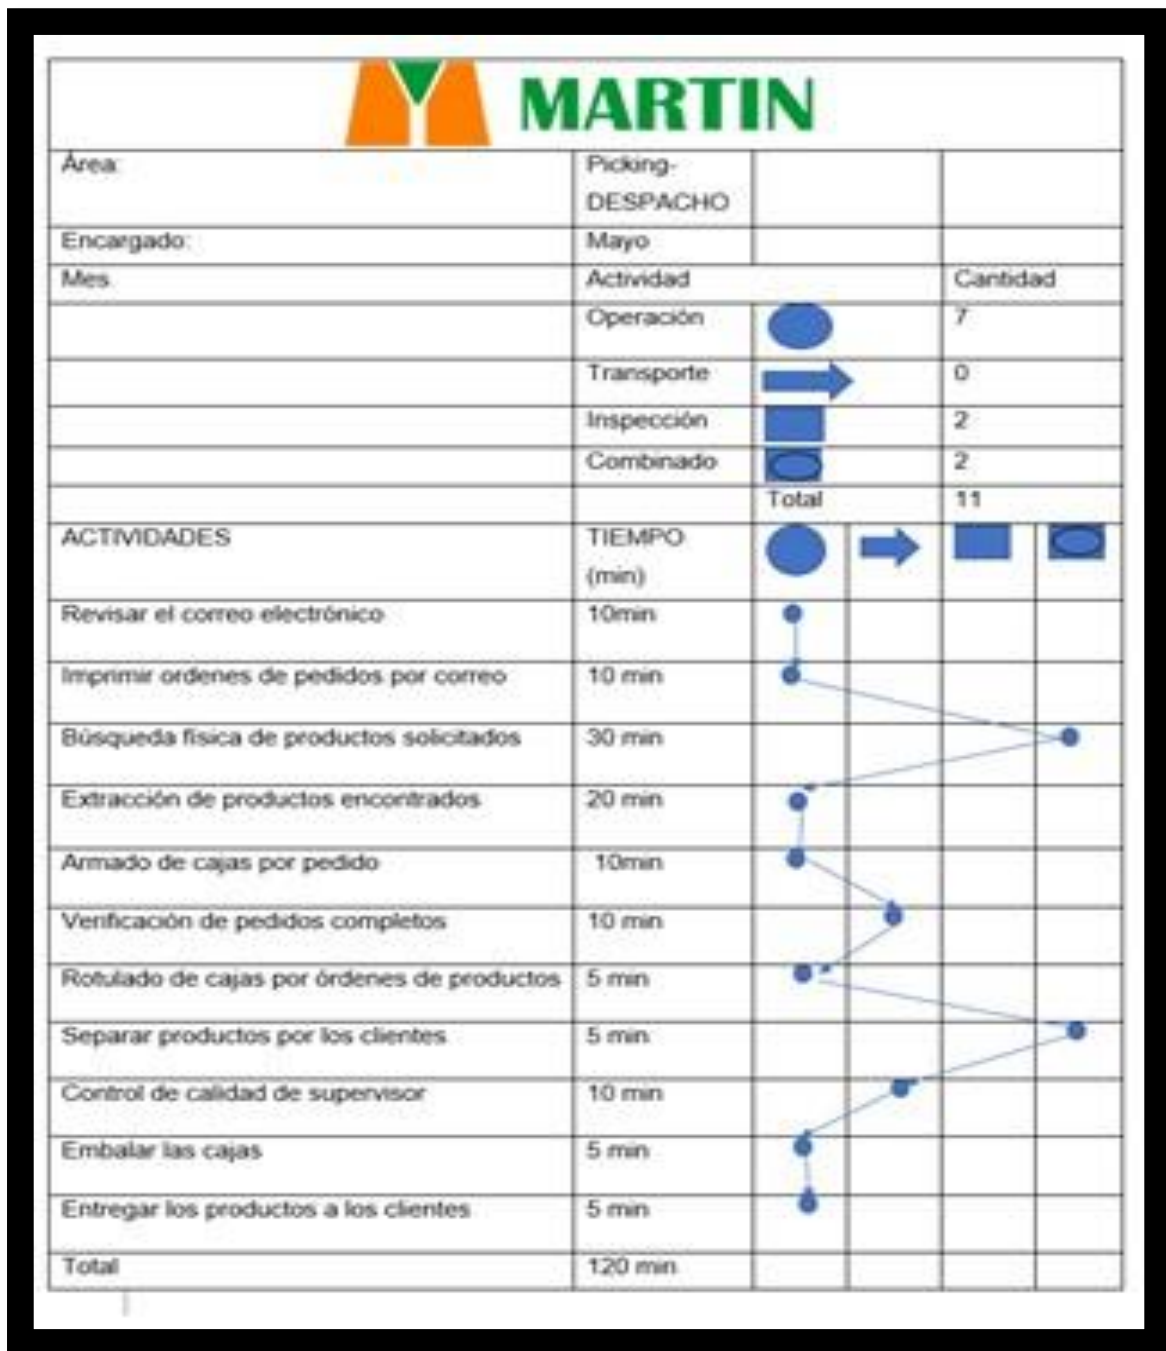 MARTIN
Área: Picking-
DESPACHO
Encargado: Mayo
Mes Actividad Cantidad
Operación 7
Transporte 0
Inspección 2
Combinado 2
Total 11
ACTIVIDADES TIEMPO
(min)
Revisar el correo electrónico 10min
Imprimir ordenes de pedidos por correo 10 min
Búsqueda física de productos solicitados 30 min
Extracción de productos encontrados 20 min
Armado de cajas por pedido 10min
Verificación de pedidos completos 10 min
Rotulado de cajas por órdenes de productos 5 min
Separar productos por los clientes 5 min
Control de calidad de supervisor 10 min
Embalar las cajas 5 min
Entregar los productos a los clientes 5 min
Total 120 min